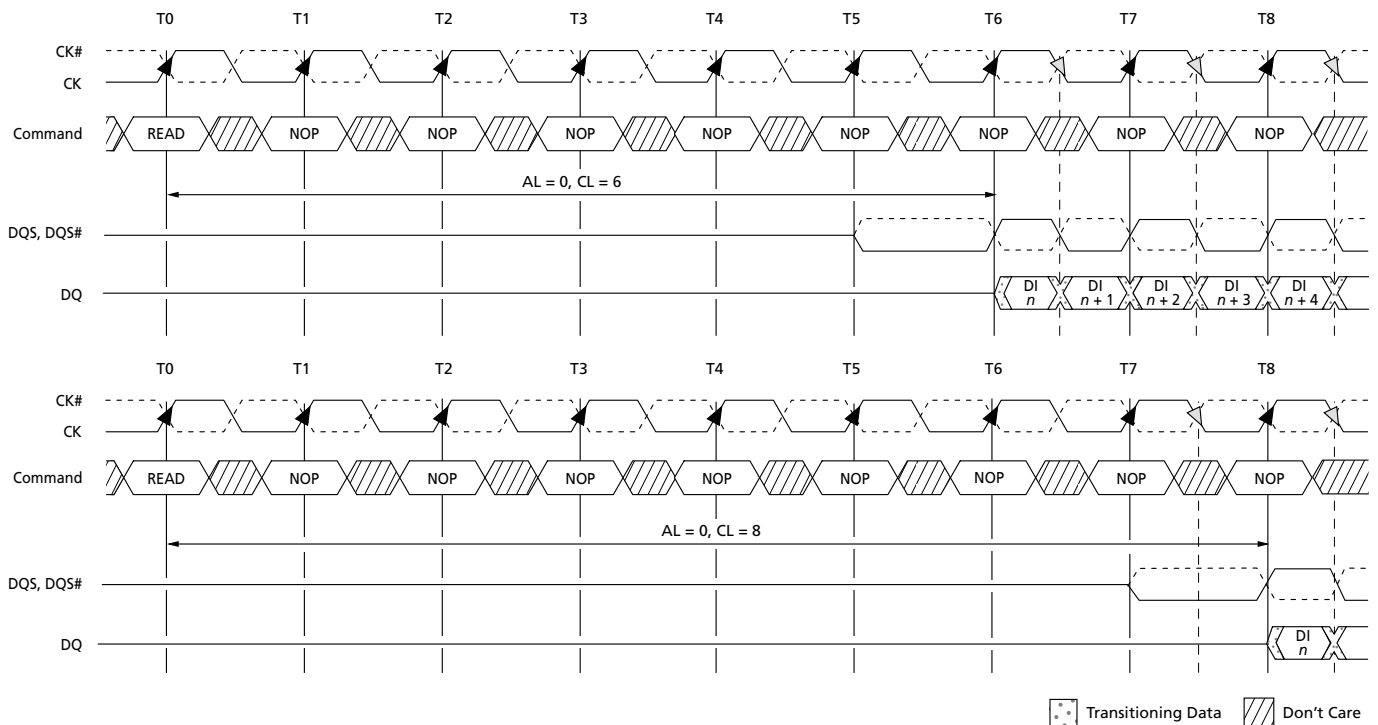 T0 T1 T2 T3 T4 T5 T6 T7 T8
CK#
CK
Command READ NOP NOP NOP NOP NOP NOP NOP NOP
AL = 0, CL = 6
DQS, DQS#
DQ DI n DI n + 1 DI n + 2 DI n + 3 DI n + 4
T0 T1 T2 T3 T4 T5 T6 T7 T8
CK#
CK
Command READ NOP NOP NOP NOP NOP NOP NOP NOP
AL = 0, CL = 8
DQS, DQS#
DQ DI n
Transitioning Data Don't Care